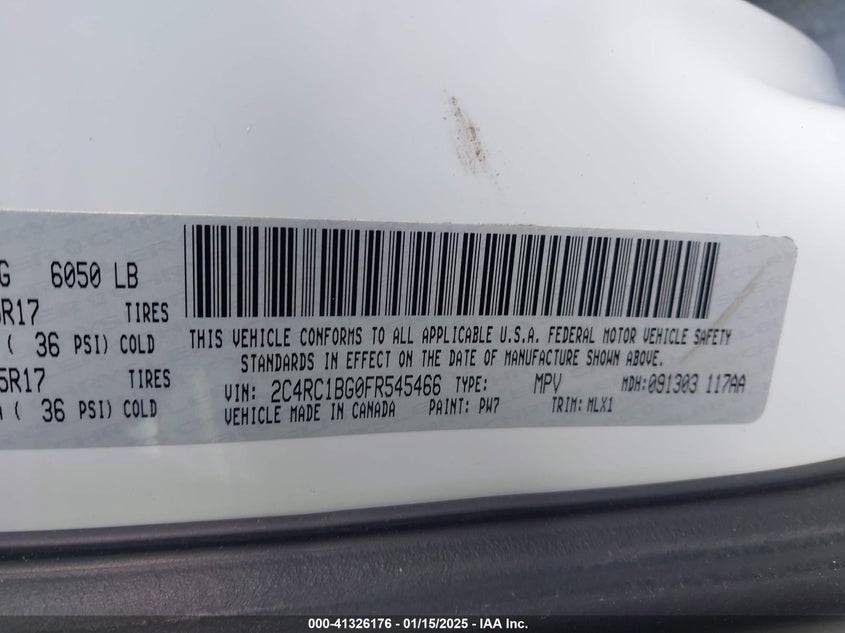 G 6050 LB
R17 TIRES
( 36 PSI) COLD
5R17 TIRES
( 36 PSI) COLD
THIS VEHICLE CONFORMS TO ALL APPLICABLE U.S.A. FEDERAL MOTOR VEHICLE SAFETY
STANDARDS IN EFFECT ON THE DATE OF MANUFACTURE SHOWN ABOVE.
VIN: 2C4RC1BG0FR545466 TYPE: MPV MDH:091303 117AA
VEHICLE MADE IN CANADA PAINT: PW7 TRIM: MLX1
000-41326176 - 01/15/2025 - IAA Inc.